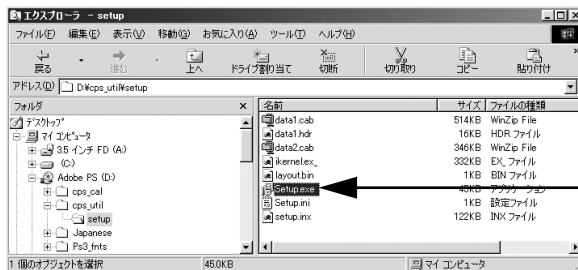 エクスプローラ - setup
ファイル(F) 編集(E) 表示(V) 移動(G) お気に入り(A) ツール(T) ヘルプ(H)
戻る 進む 上へ ドライブ割り当て 切断 切り取り コピー 貼り付け
アドレス(D) D:¥cps_util¥setup
フォルダ
デスクトップ
マイ コンピュータ
3.5 インチ FD (A:)
(C:)
Adobe PS (D:)
cps_cal
cps_util
setup
Japanese
Ps3_fnts
名前 サイズ ファイルの種類
data1.cab 514KB WinZip File
data1.hdr 16KB HDR ファイル
data2.cab 346KB WinZip File
ikernel.ex_ 332KB EX_ ファイル
layout.bin 1KB BIN ファイル
Setup.exe 45KB アプリケーション
Setup.ini 1KB 設定ファイル
setup.inx 122KB INX ファイル
1 個のオブジェクトを選択 45.0KB マイ コンピュータ